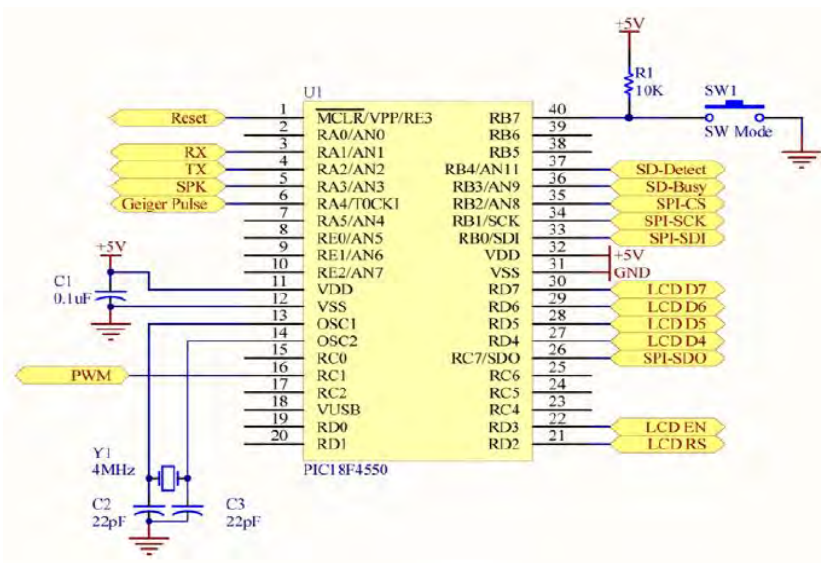 +5V
R1
10K
SW1
SW Mode
U1
Reset 1 MCLR/VPP/RE3 RB7 40
2 RA0/AN0 RB6 39
RX 3 RA1/AN1 RB5 38
TX 4 RA2/AN2 RB4/AN11 37 SD-Detect
SPK 5 RA3/AN3 RB3/AN9 36 SD-Busy
Geiger Pulse 6 RA4/T0CKI RB2/AN8 35 SPI-CS
7 RA5/AN4 RB1/SCK 34 SPI-SCK
8 RE0/AN5 RB0/SDI 33 SPI-SDI
+5V 9 RE1/AN6 VDD 32 +5V
10 RE2/AN7 VSS 31 GND
C1 11 VDD RD7 30 LCD D7
0.1uF 12 VSS RD6 29 LCD D6
13 OSC1 RD5 28 LCD D5
14 OSC2 RD4 27 LCD D4
15 RC0 RC7/SDO 26 SPI-SDO
PWM 16 RC1 RC6 25
17 RC2 RC5 24
18 VUSB RC4 23
19 RD0 RD3 22 LCD EN
20 RD1 RD2 21 LCD RS
Y1
4MHz
PIC18F4550
C2
22pF
C3
22pF